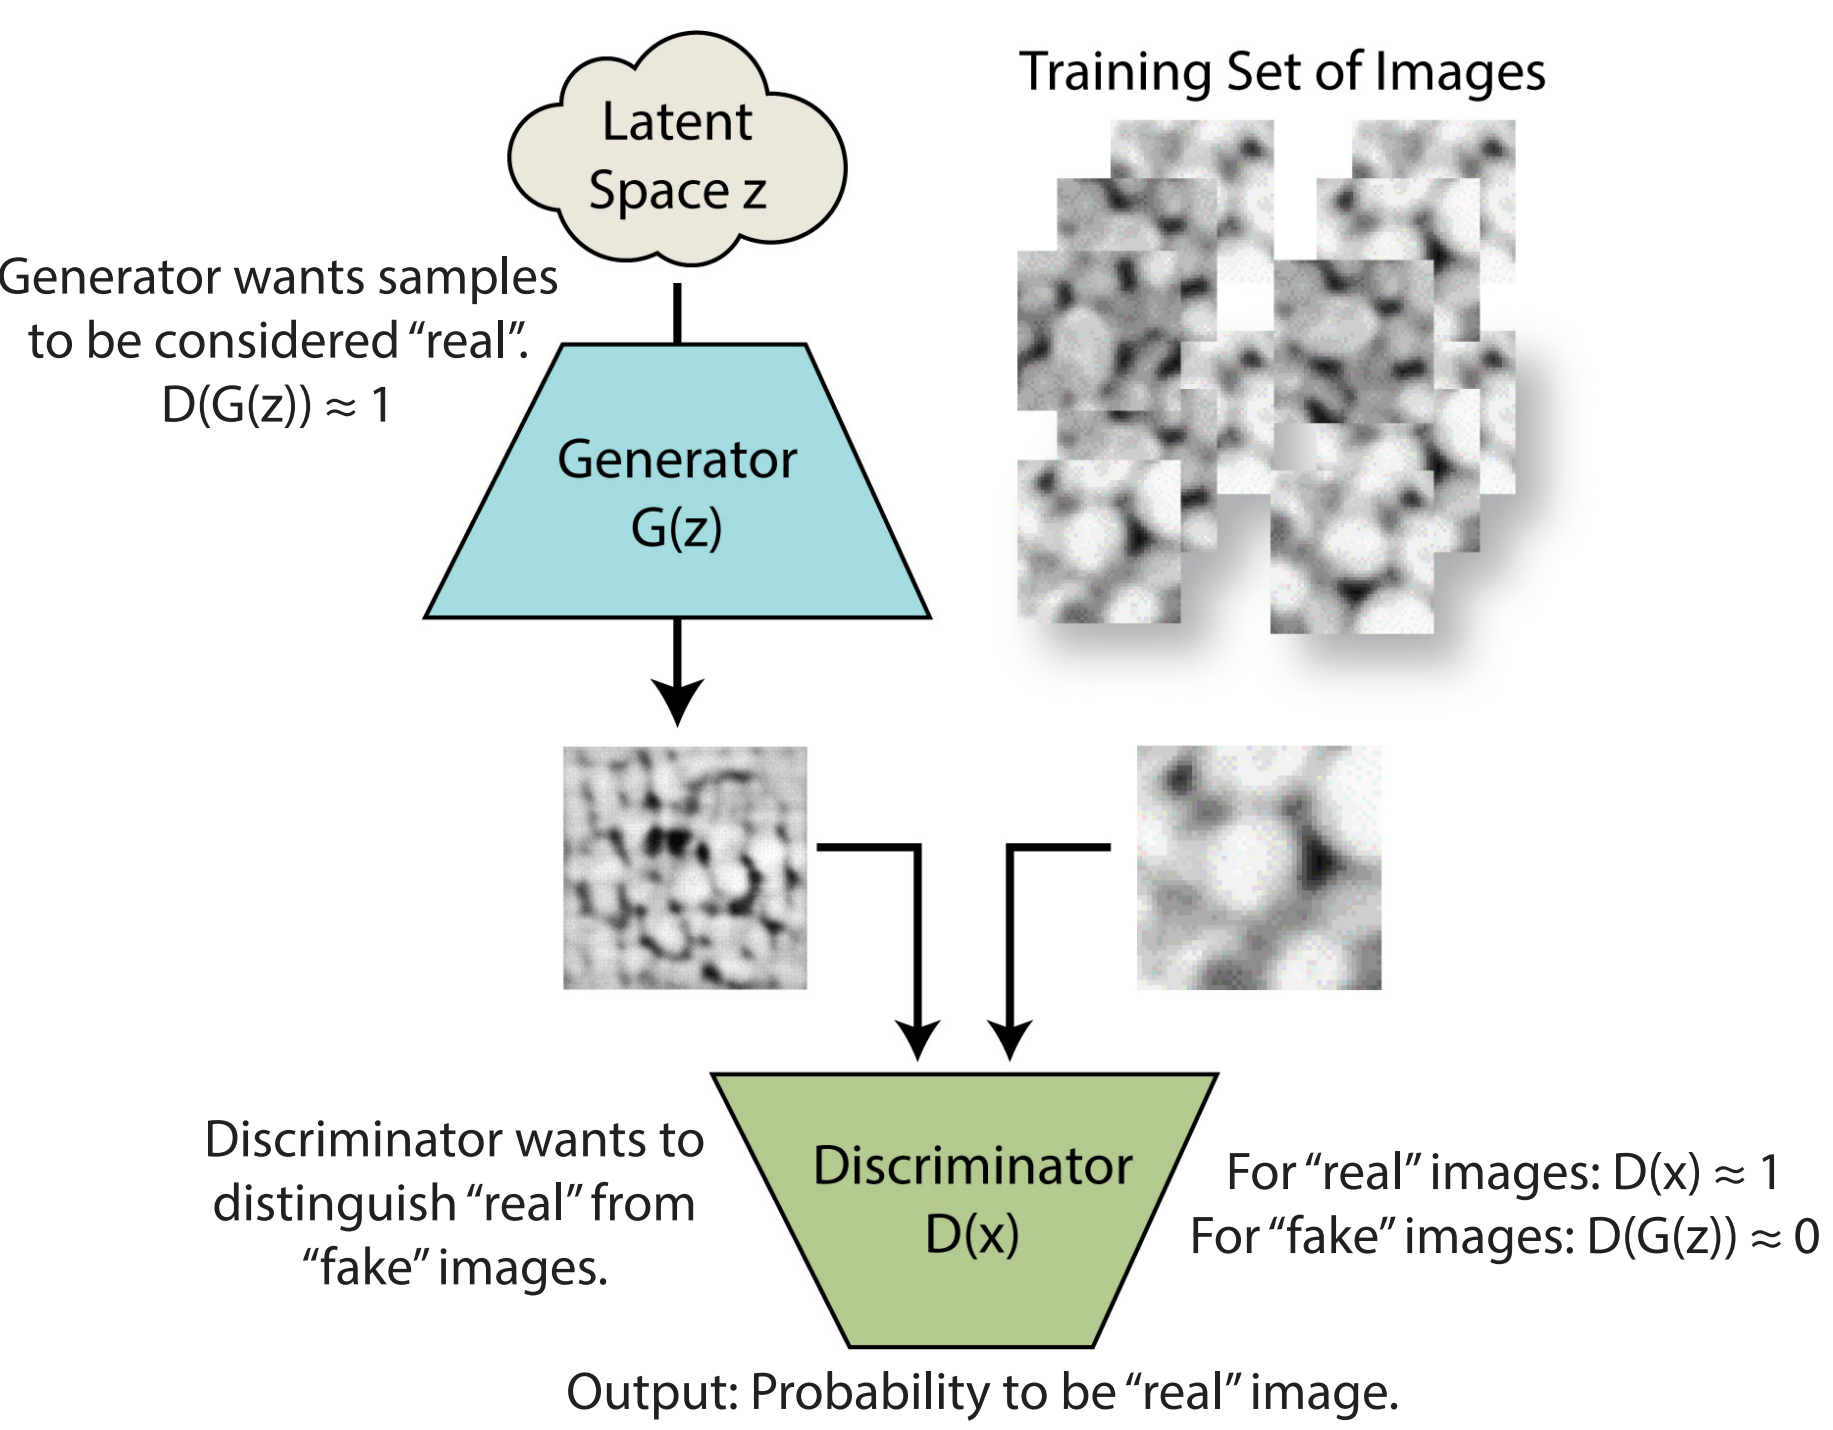 Latent
Space z
Training Set of Images
Generator wants samples
to be considered “real”.
D(G(z)) ≈ 1
Generator
G(z)
Discriminator wants to
distinguish “real” from
“fake” images.
Discriminator
D(x)
For “real” images: D(x) ≈ 1
For “fake” images: D(G(z)) ≈ 0
Output: Probability to be “real” image.